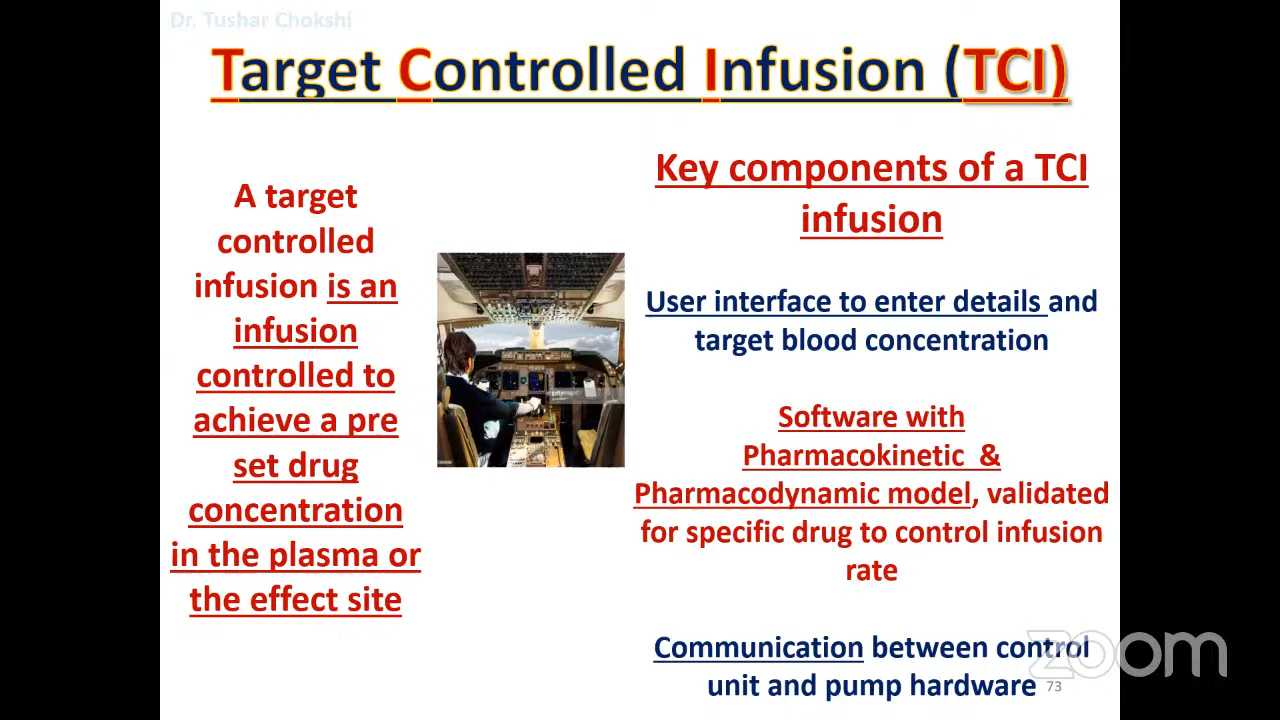 Dr. Tushar Chokshi
Target Controlled Infusion (TCI)
A target
controlled
infusion is an
infusion
controlled to
achieve a pre
set drug
concentration
in the plasma or
the effect site
Key components of a TCI
infusion
User interface to enter details and
target blood concentration
Software with
Pharmacokinetic &
Pharmacodynamic model, validated
for specific drug to control infusion
rate
Communication between control
unit and pump hardware
73
zoom